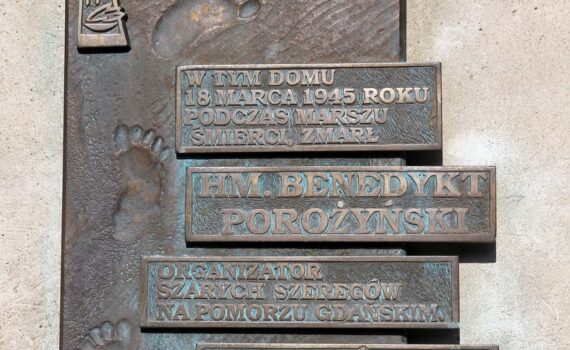 W TYM DOMU
18 MARCA 1945 ROKU
PODCZAS MARSZU
ŚMIERCI, ZMARŁ
HM. BENEDYKT
POROŻYŃSKI
ORGANIZATOR
SZARYCH SZEREGÓW
NA POMORZU GDAŃSKIM.